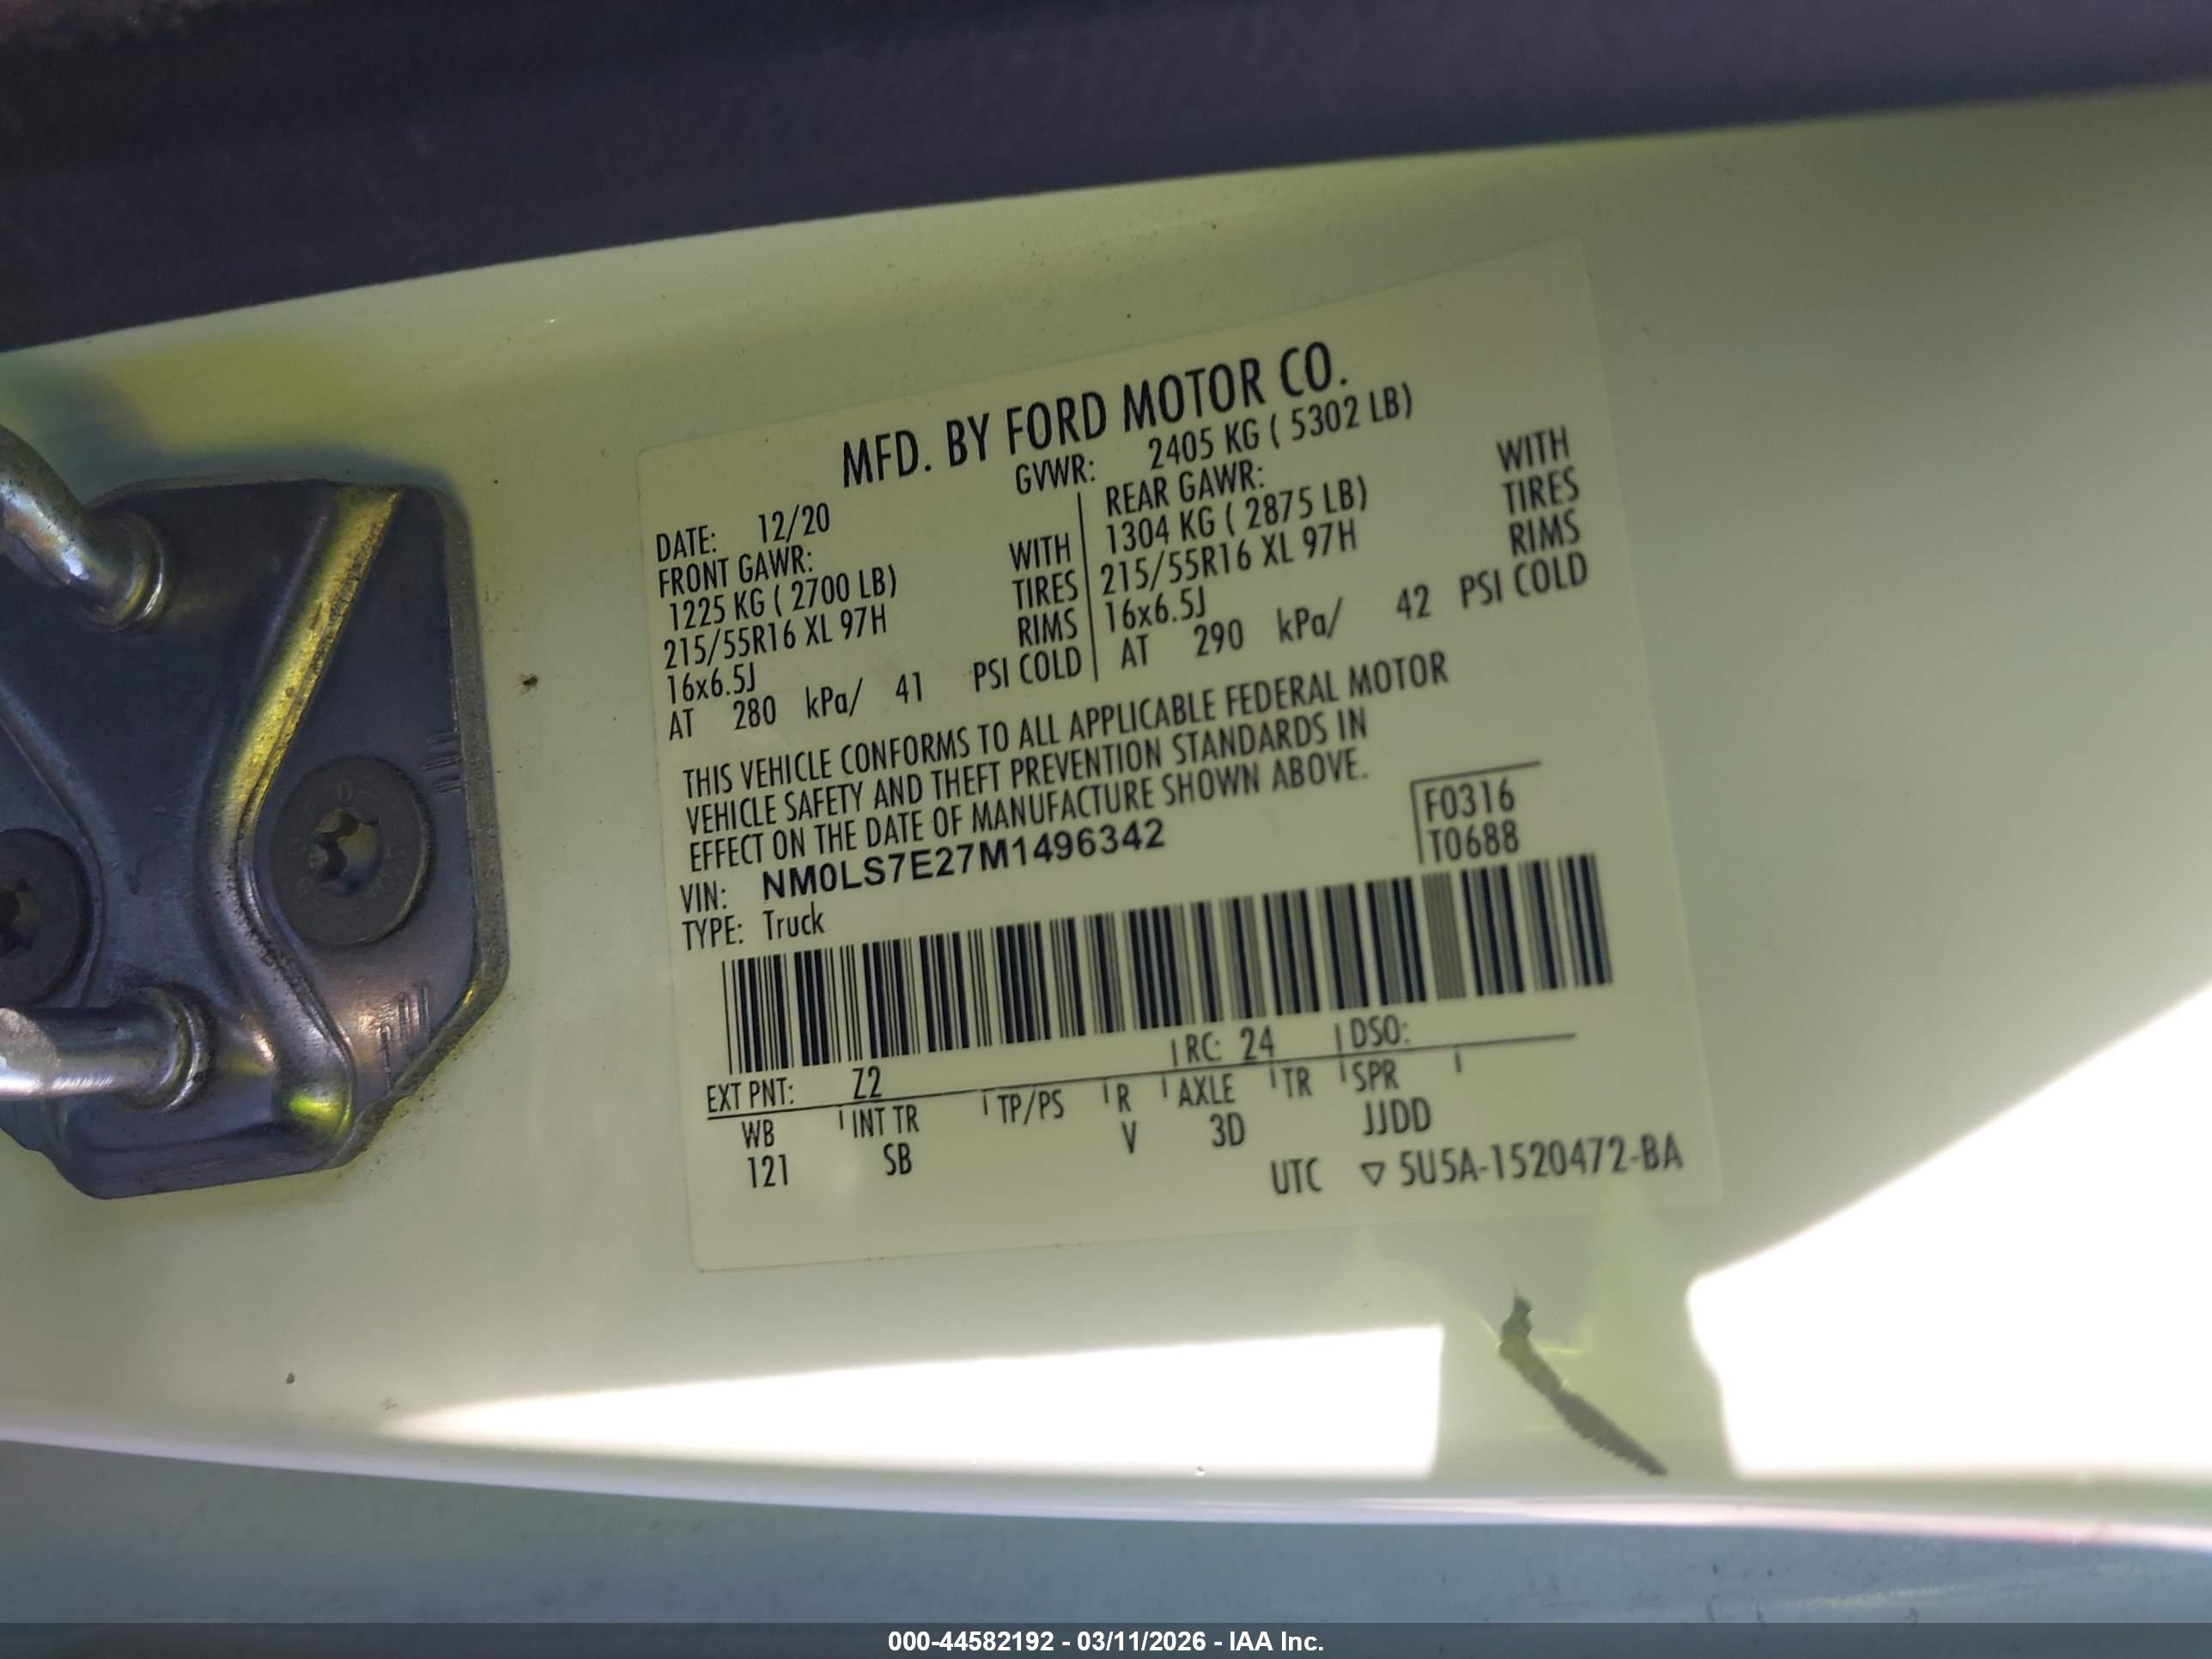 MFD. BY FORD MOTOR CO.
DATE: 12/20 GVWR: 2405 KG ( 5302 LB)
FRONT GAWR: REAR GAWR:
1225 KG ( 2700 LB) WITH 1304 KG ( 2875 LB) WITH
215/55R16 XL 97H TIRES 215/55R16 XL 97H TIRES
16x6.5J RIMS 16x6.5J RIMS
AT 280 kPa/ 41 PSI COLD AT 290 kPa/ 42 PSI COLD
THIS VEHICLE CONFORMS TO ALL APPLICABLE FEDERAL MOTOR
VEHICLE SAFETY AND THEFT PREVENTION STANDARDS IN
EFFECT ON THE DATE OF MANUFACTURE SHOWN ABOVE.
F0316
VIN: NM0LS7E27M1496342
T0688
TYPE: Truck
EXT PNT: Z2 RC: 24 DSO:
WB INT TR TP/PS R AXLE TR SPR
121 SB V 3D JJDD
UTC ▽ 5U5A-1520472-BA
000-44582192 - 03/11/2026 - IAA Inc.